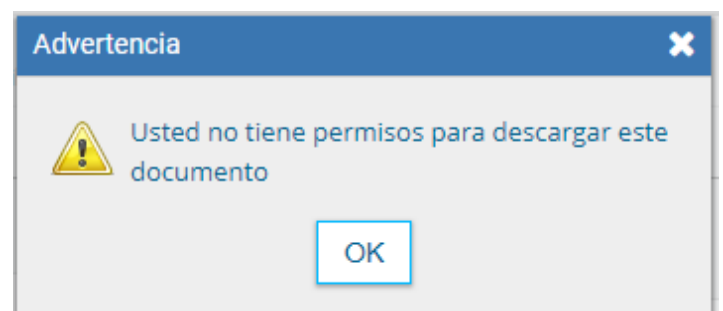 Advertencia
Usted no tiene permisos para descargar este
documento
OK